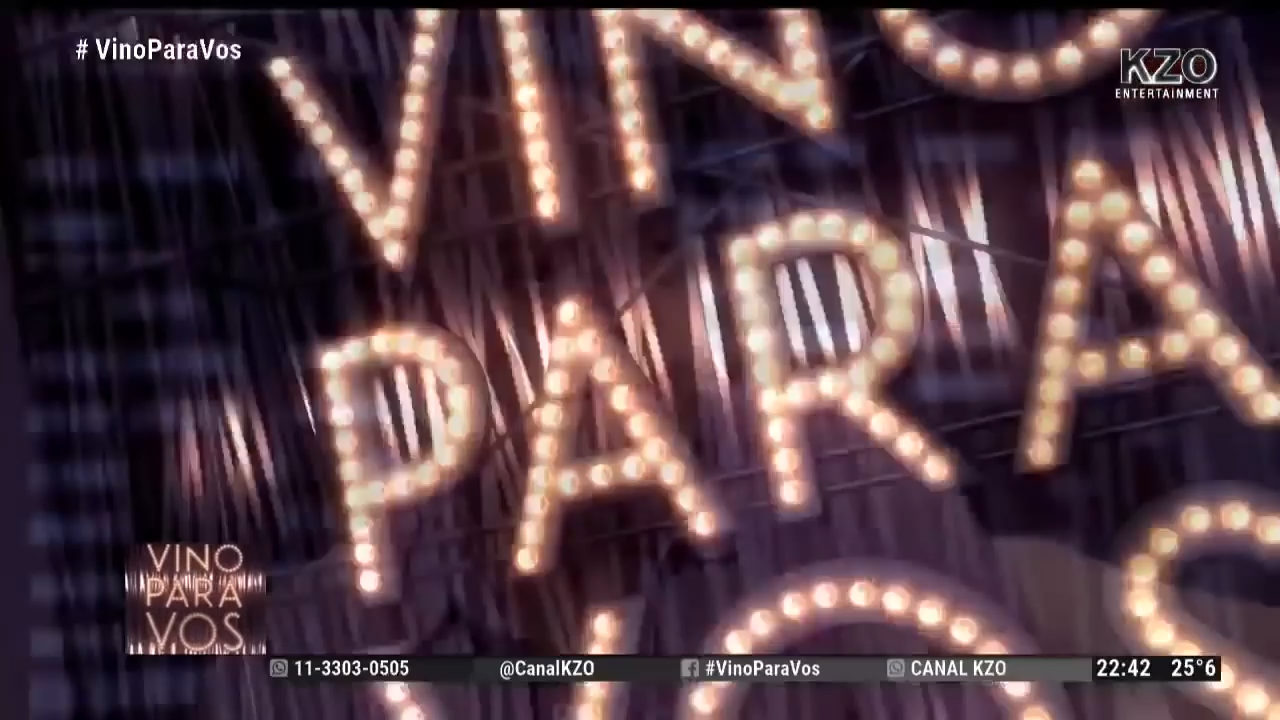 # VinoParaVos
KZO
ENTERTAINMENT
VINO
PARA
VOS
VINO
PARA
VOS
11-3303-0505 @CanalKZO #VinoParaVos CANAL KZO 22:42 25°6